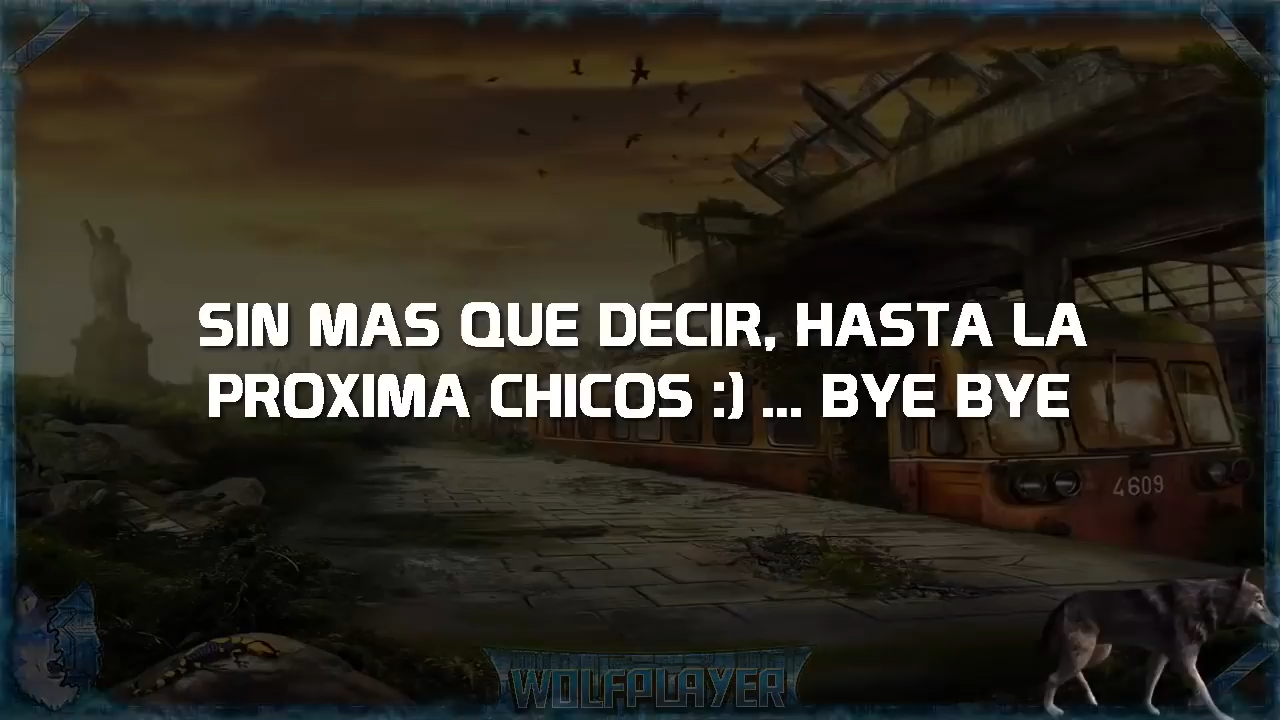 SIN MAS QUE DECIR, HASTA LA
PROXIMA CHICOS :) ... BYE BYE
4609
WOLFPLAYER